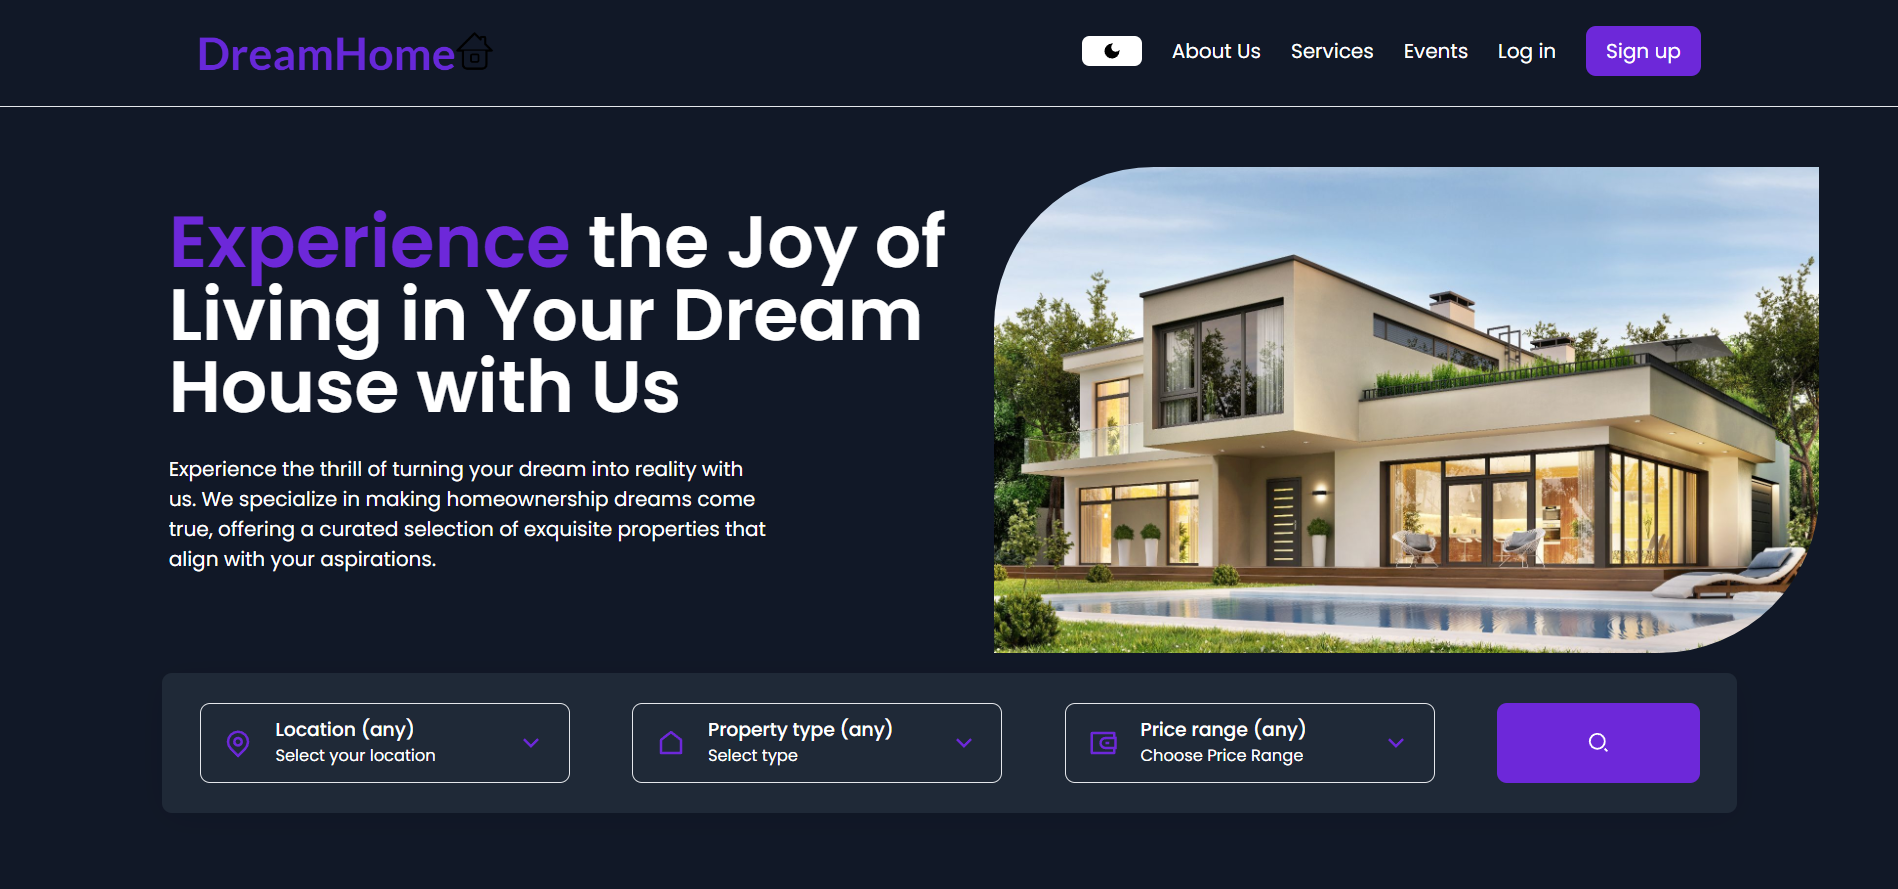 DreamHome
About Us
Services
Events
Log in
Sign up
Experience the Joy of
Living in Your Dream
House with Us
Experience the thrill of turning your dream into reality with
us. We specialize in making homeownership dreams come
true, offering a curated selection of exquisite properties that
align with your aspirations.
Location (any)
Select your location
Property type (any)
Select type
Price range (any)
Choose Price Range